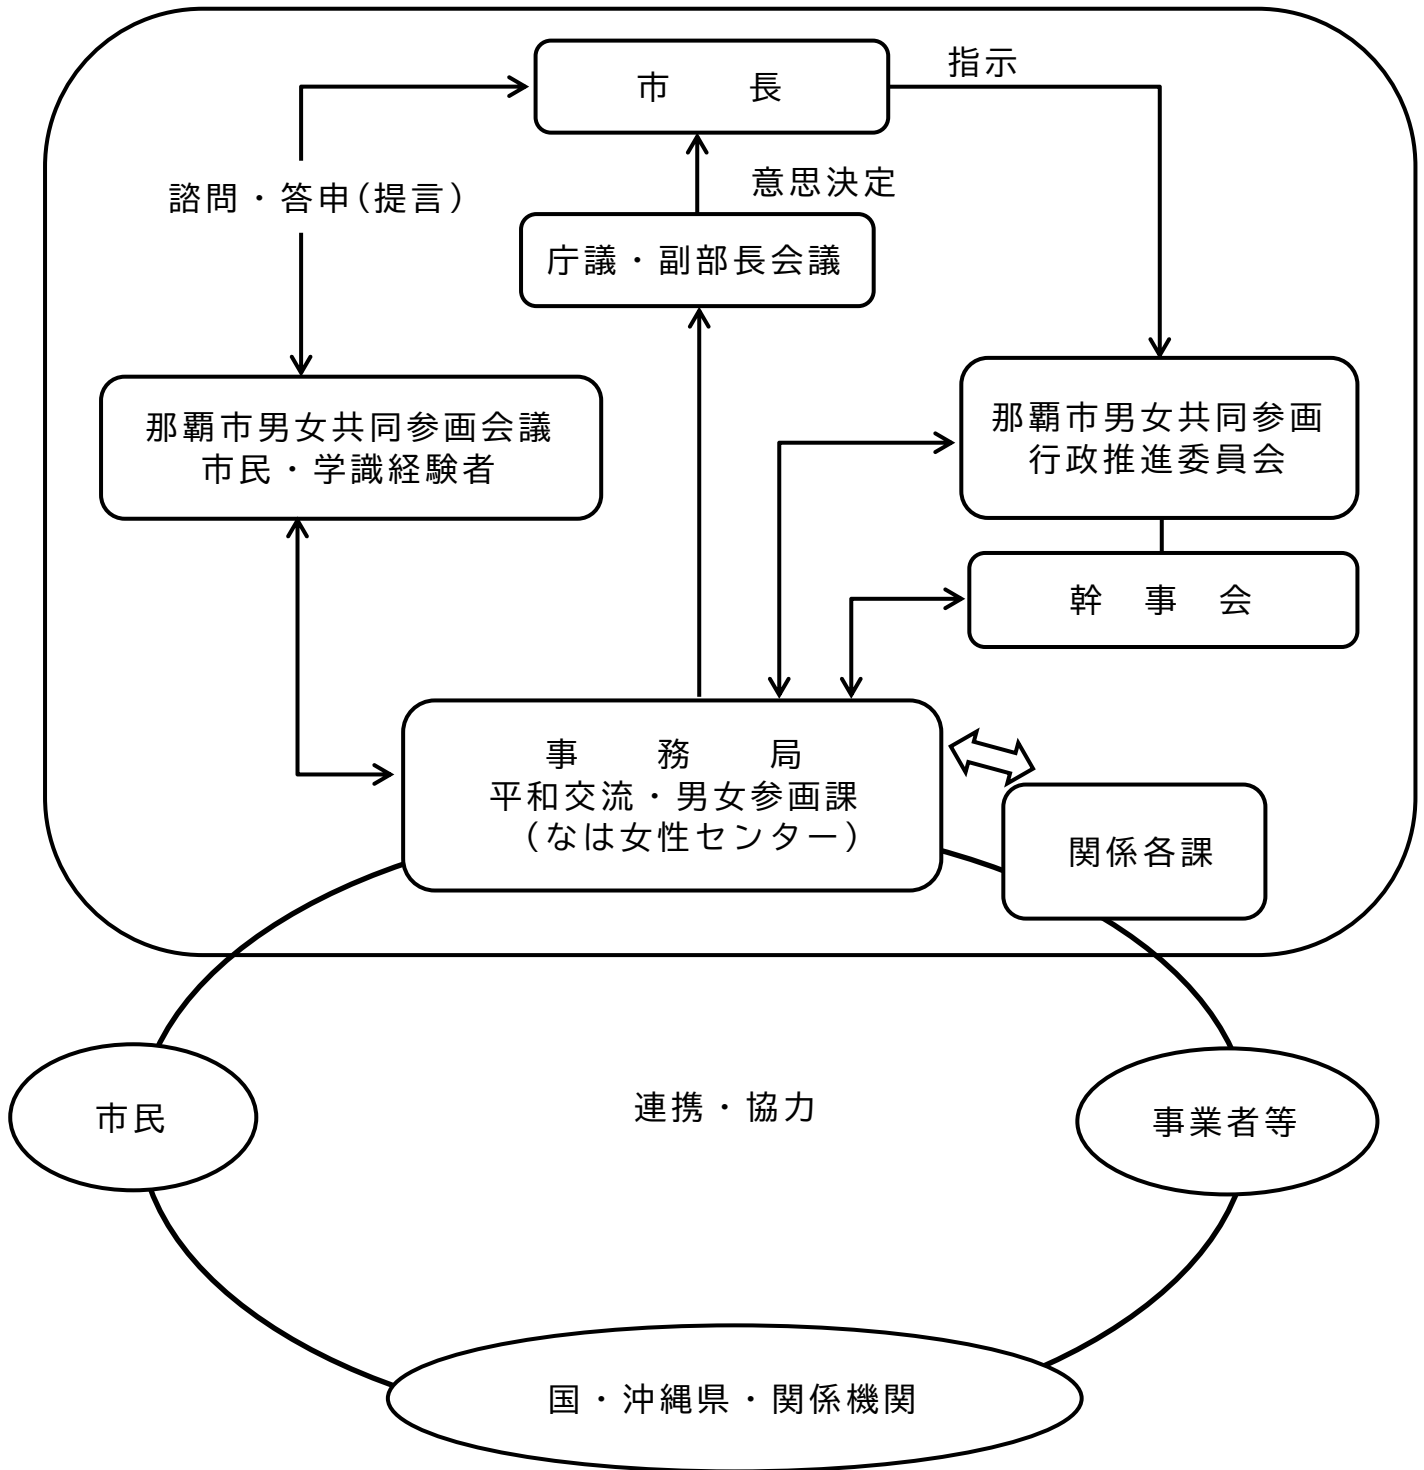 市　長
指示
意思決定
諮問・答申(提言)
庁議・副部長会議
那覇市男女共同参画会議
市民・学識経験者
那覇市男女共同参画
行政推進委員会
幹　事　会
事　務　局
平和交流・男女参画課
（なは女性センター）
関係各課
市民
連携・協力
事業者等
国・沖縄県・関係機関